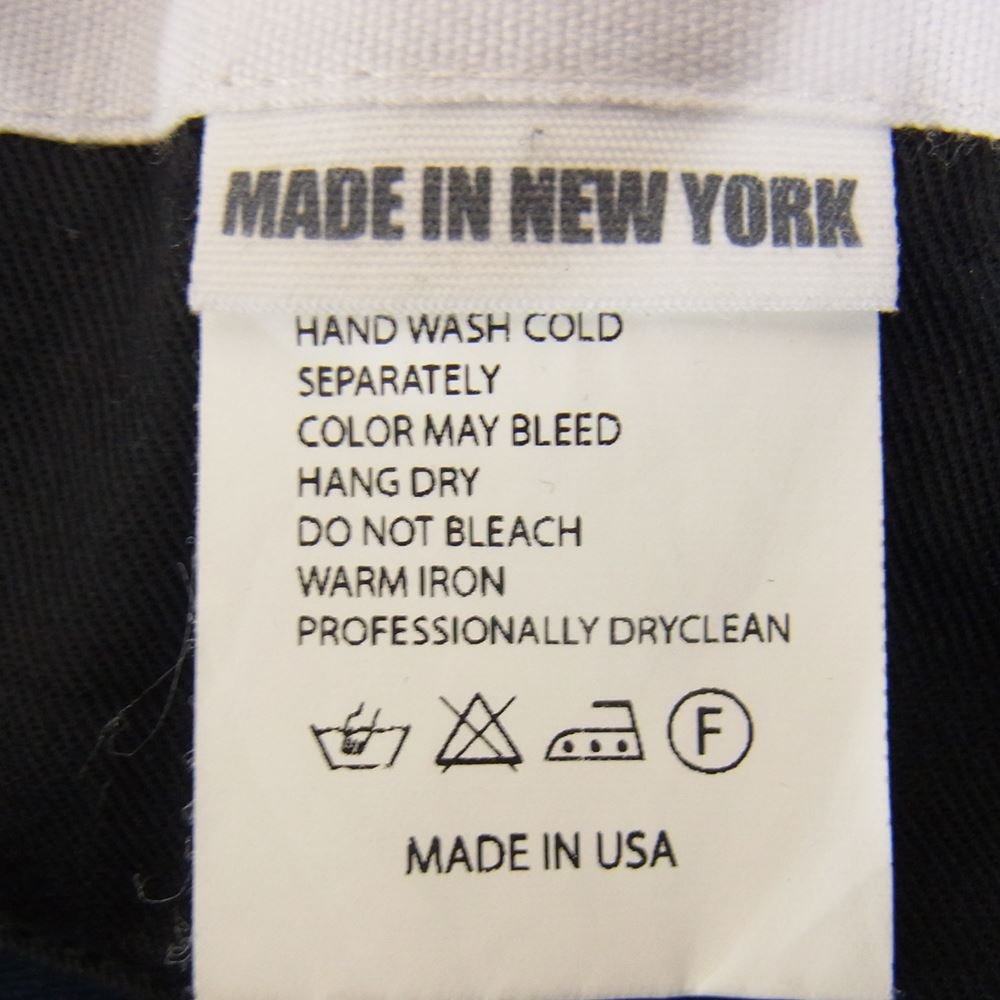 MADE IN NEW YORK
HAND WASH COLD
SEPARATELY
COLOR MAY BLEED
HANG DRY
DO NOT BLEACH
WARM IRON
PROFESSIONALLY DRYCLEAN
F
MADE IN USA